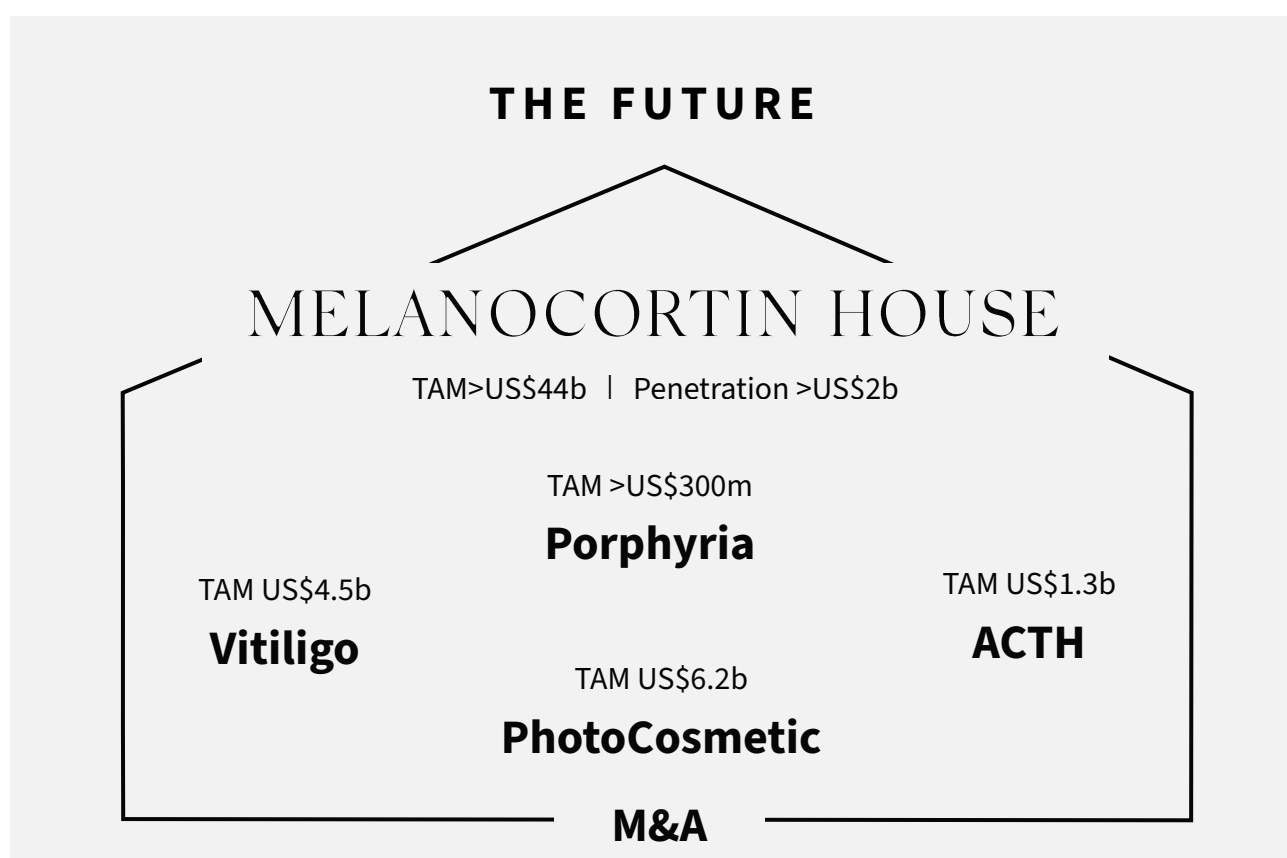 THE FUTURE
MELANOCORTIN HOUSE
TAM>US$44b | Penetration >US$2b
TAM >US$300m
Porphyria
TAM US$4.5b
Vitiligo
TAM US$1.3b
ACTH
TAM US$6.2b
PhotoCosmetic
M&A